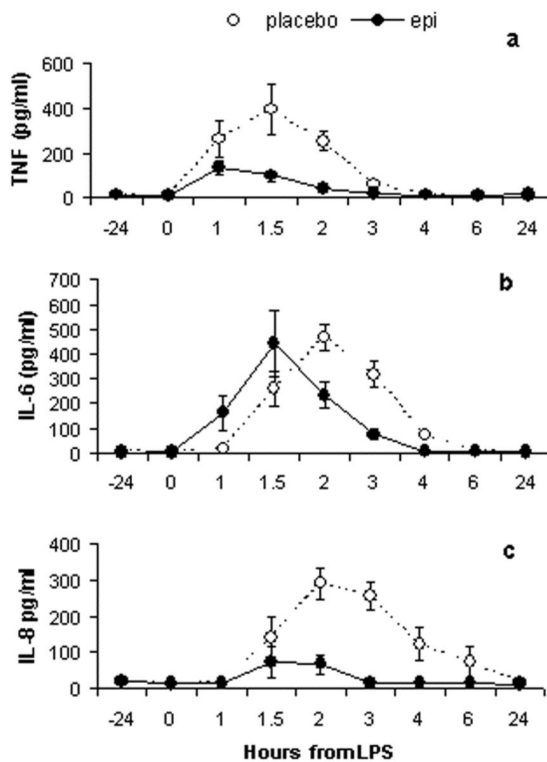 placebo epi
a
600
400
200
0
TNF (pg/ml)
-24 0 1 1.5 2 3 4 6 24
b
700
600
500
400
300
200
100
0
IL-6 (pg/ml)
-24 0 1 1.5 2 3 4 6 24
c
400
300
200
100
0
IL-8 pg/ml
-24 0 1 1.5 2 3 4 6 24
Hours fromLPS